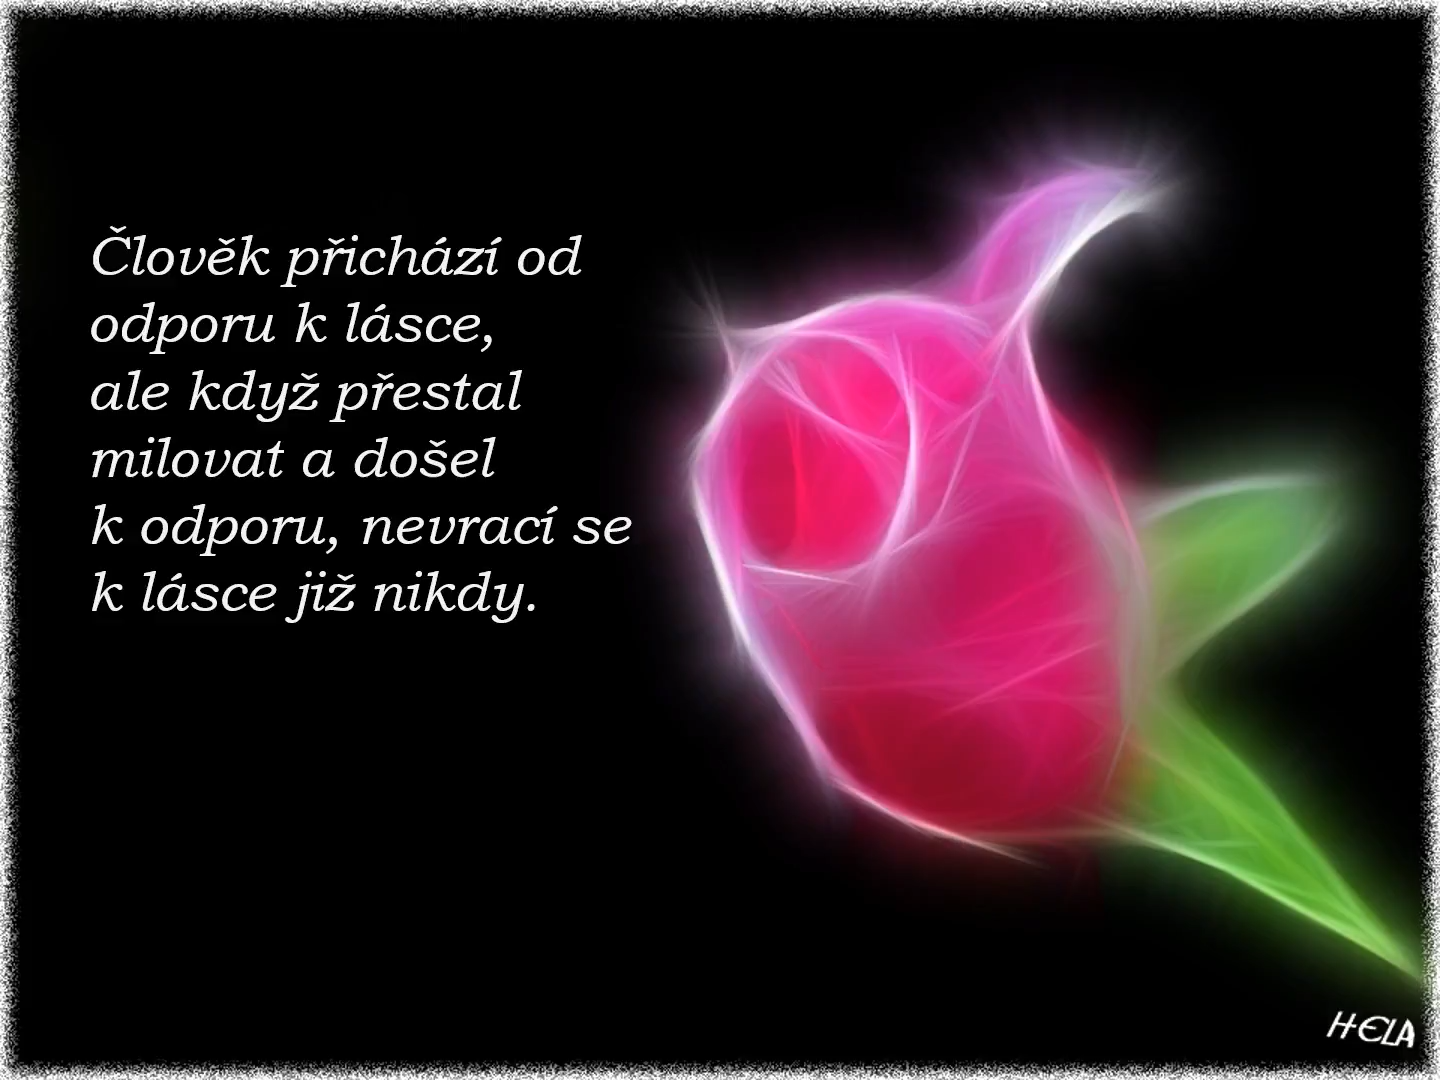 Člověk přichází od
odporu k lásce,
ale když přestal
milovat a došel
k odporu, nevrací se
k lásce již nikdy.
HELA